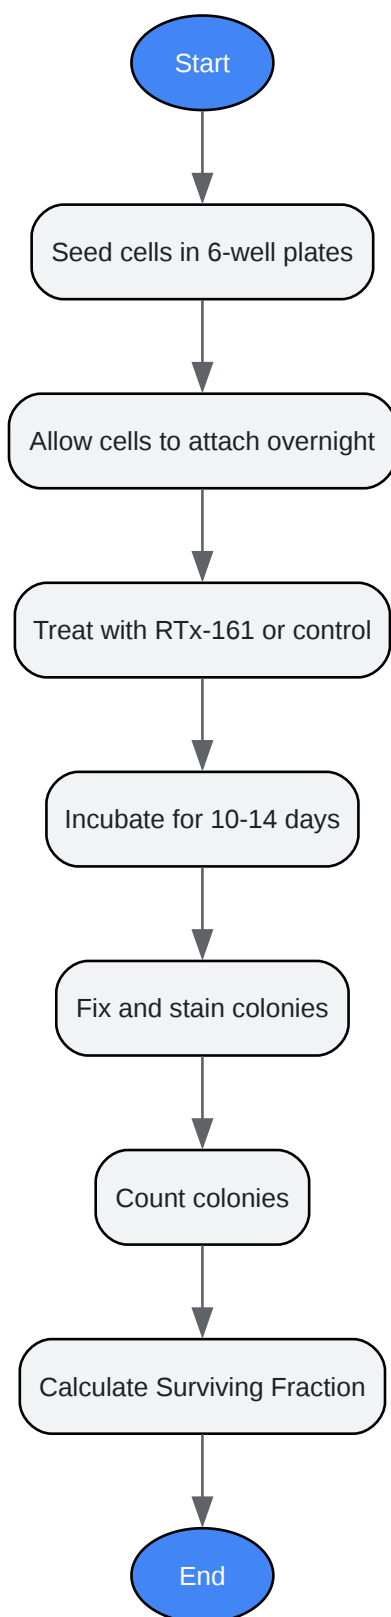 Start
Seed cells in 6-well plates
Allow cells to attach overnight
Treat with RTx-161 or control
Incubate for 10-14 days
Fix and stain colonies
Count colonies
Calculate Surviving Fraction
End